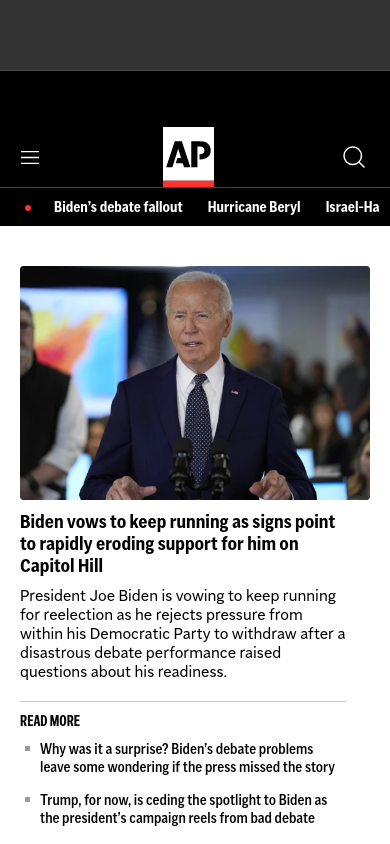 AP
Biden’s debate fallout Hurricane Beryl Israel-Ha
Biden vows to keep running as signs point
to rapidly eroding support for him on
Capitol Hill
President Joe Biden is vowing to keep running
for reelection as he rejects pressure from
within his Democratic Party to withdraw after a
disastrous debate performance raised
questions about his readiness.
READ MORE
Why was it a surprise? Biden’s debate problems
leave some wondering if the press missed the story
Trump, for now, is ceding the spotlight to Biden as
the president’s campaign reels from bad debate